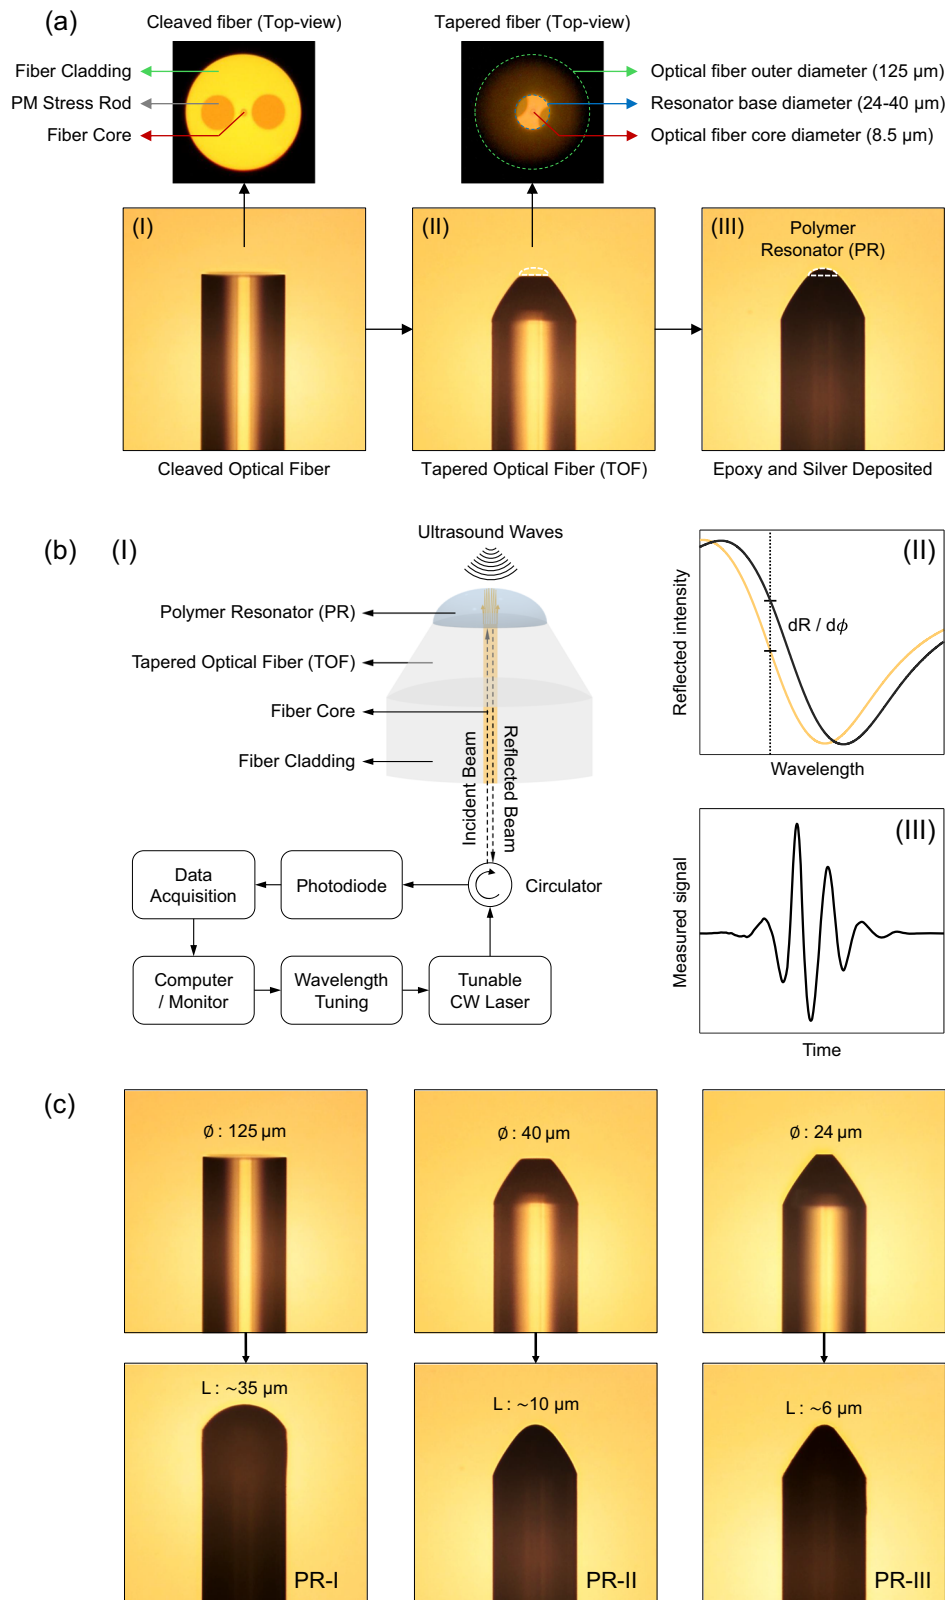 (a)
Cleaved fiber (Top-view)
Tapered fiber (Top-view)
Fiber Cladding
PM Stress Rod
Fiber Core
Optical fiber outer diameter (125 µm)
Resonator base diameter (24-40 µm)
Optical fiber core diameter (8.5 µm)
(I)
(II)
(III)
Polymer
Resonator (PR)
Cleaved Optical Fiber
Tapered Optical Fiber (TOF)
Epoxy and Silver Deposited
(b)
(I)
Ultrasound Waves
Polymer Resonator (PR)
Tapered Optical Fiber (TOF)
Fiber Core
Fiber Cladding
Incident Beam
Reflected Beam
Data
Acquisition
Photodiode
Circulator
Computer
/ Monitor
Wavelength
Tuning
Tunable
CW Laser
(II)
Reflected intensity
dR / dϕ
Wavelength
(III)
Measured signal
Time
(c)
∅ : 125 µm
∅ : 40 µm
∅ : 24 µm
L : ~35 µm
L : ~10 µm
L : ~6 µm
PR-I
PR-II
PR-III